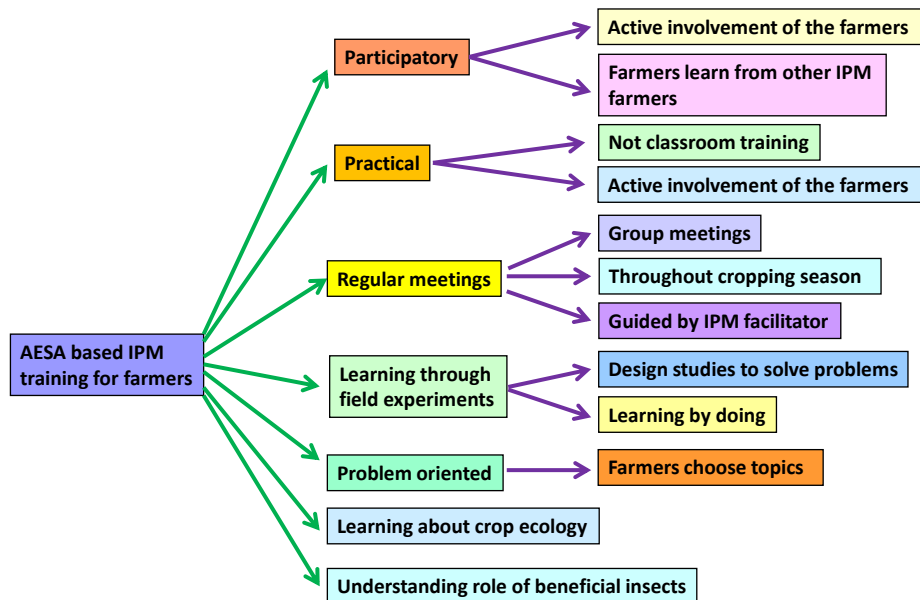 AESA based IPM
training for farmers
Participatory
Active involvement of the farmers
Farmers learn from other IPM
farmers
Practical
Not classroom training
Active involvement of the farmers
Regular meetings
Group meetings
Throughout cropping season
Guided by IPM facilitator
Learning through
field experiments
Design studies to solve problems
Learning by doing
Problem oriented
Farmers choose topics
Learning about crop ecology
Understanding role of beneficial insects